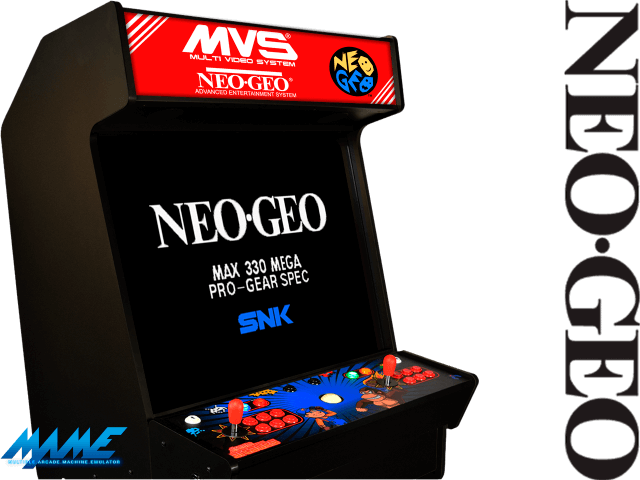 MVS®
MULTI VIDEO SYSTEM
NEO·GEO®
ADVANCED ENTERTAINMENT SYSTEM
NEO
GEO
NEO·GEO
MAX 330 MEGA
PRO-GEAR SPEC
SNK
MAME
MULTIPLE ARCADE MACHINE EMULATOR
NEO·GEO